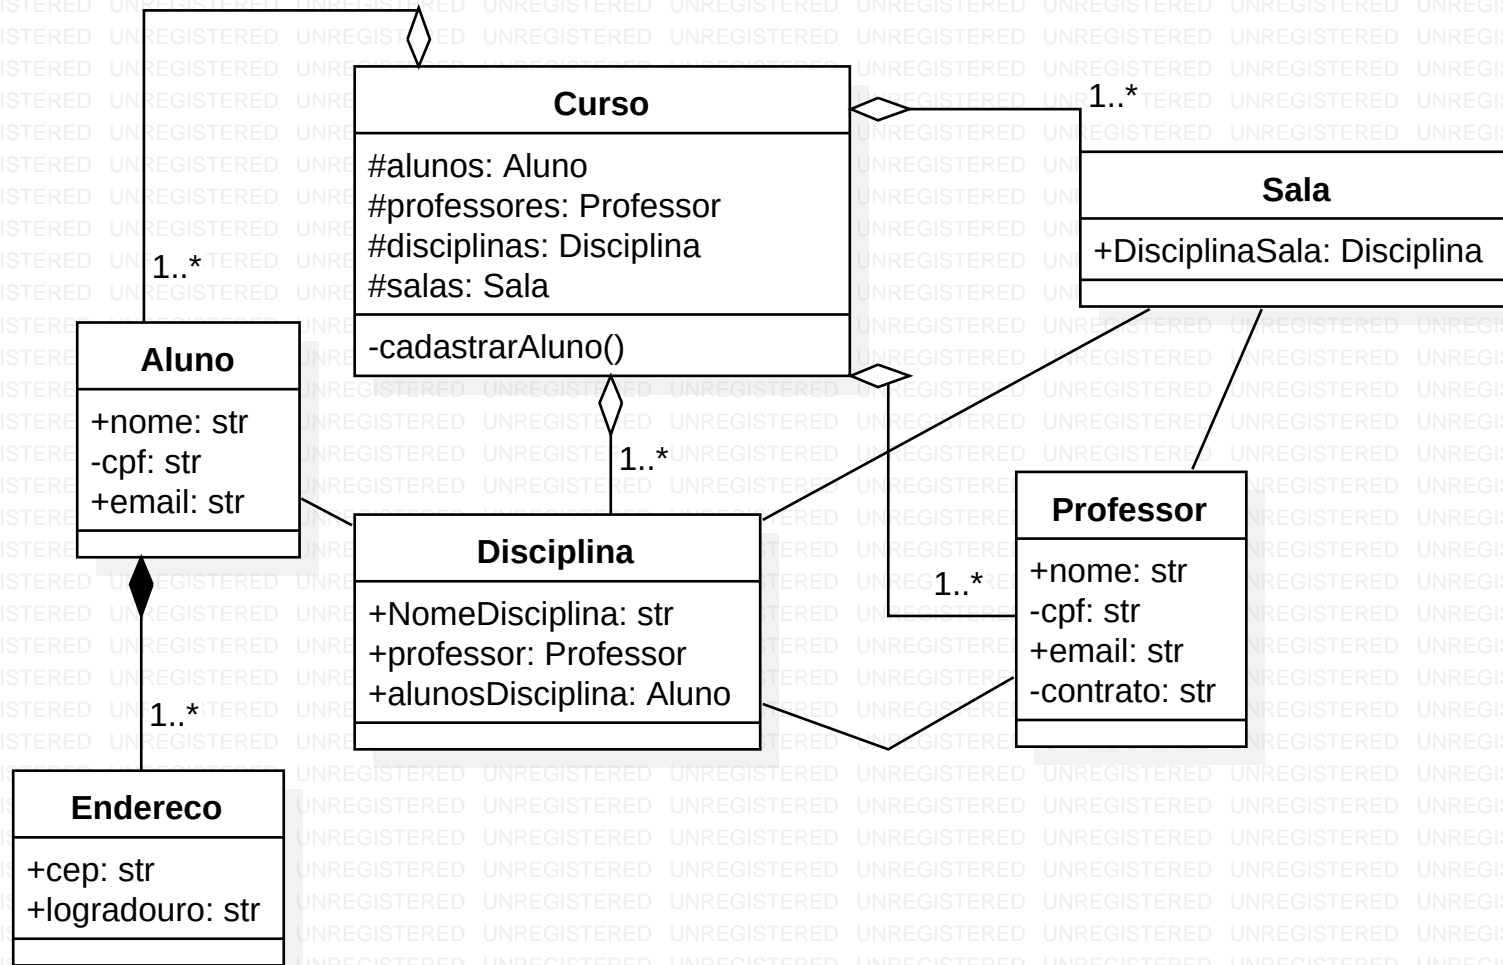 Curso
#alunos: Aluno
#professores: Professor
#disciplinas: Disciplina
#salas: Sala
-cadastrarAluno()
1..*
Sala
+DisciplinaSala: Disciplina
1..*
Aluno
+nome: str
-cpf: str
+email: str
1..*
Disciplina
+NomeDisciplina: str
+professor: Professor
+alunosDisciplina: Aluno
1..*
Professor
+nome: str
-cpf: str
+email: str
-contrato: str
1..*
Endereco
+cep: str
+logradouro: str
UNREGISTERED